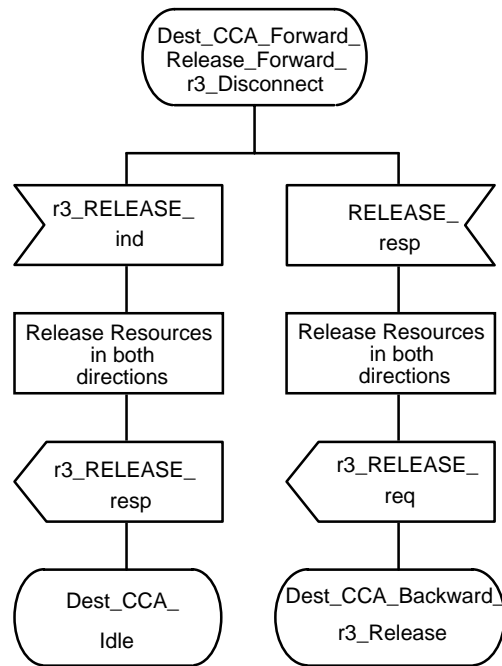 Dest_CCA_Forward_
Release_Forward_
r3_Disconnect
r3_RELEASE_
ind
RELEASE_
resp
Release Resources
in both
directions
Release Resources
in both
directions
r3_RELEASE_
resp
r3_RELEASE_
req
Dest_CCA_
Idle
Dest_CCA_Backward_
r3_Release